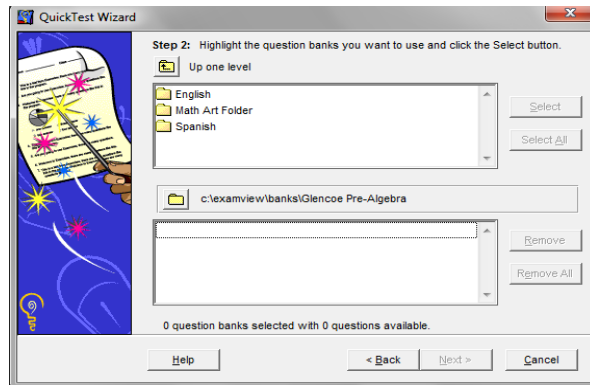 QuickTest Wizard
Step 2: Highlight the question banks you want to use and click the Select button.
Up one level
English
Math Art Folder
Spanish
Select
Select All
c:\examview\banks\Glencoe Pre-Algebra
Remove
Remove All
0 question banks selected with 0 questions available.
Help
< Back
Next >
Cancel